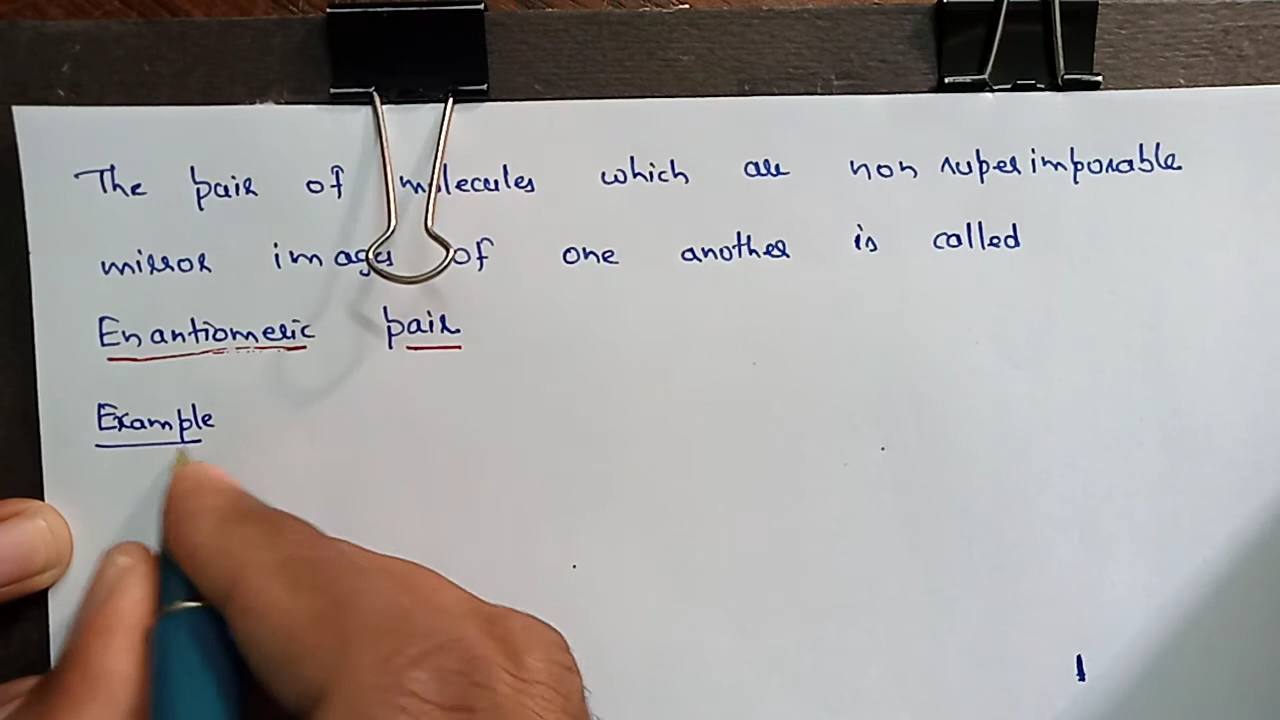 The pair of molecules which are non superimposable
mirror images of one another is called
Enantiomeric pair
Example